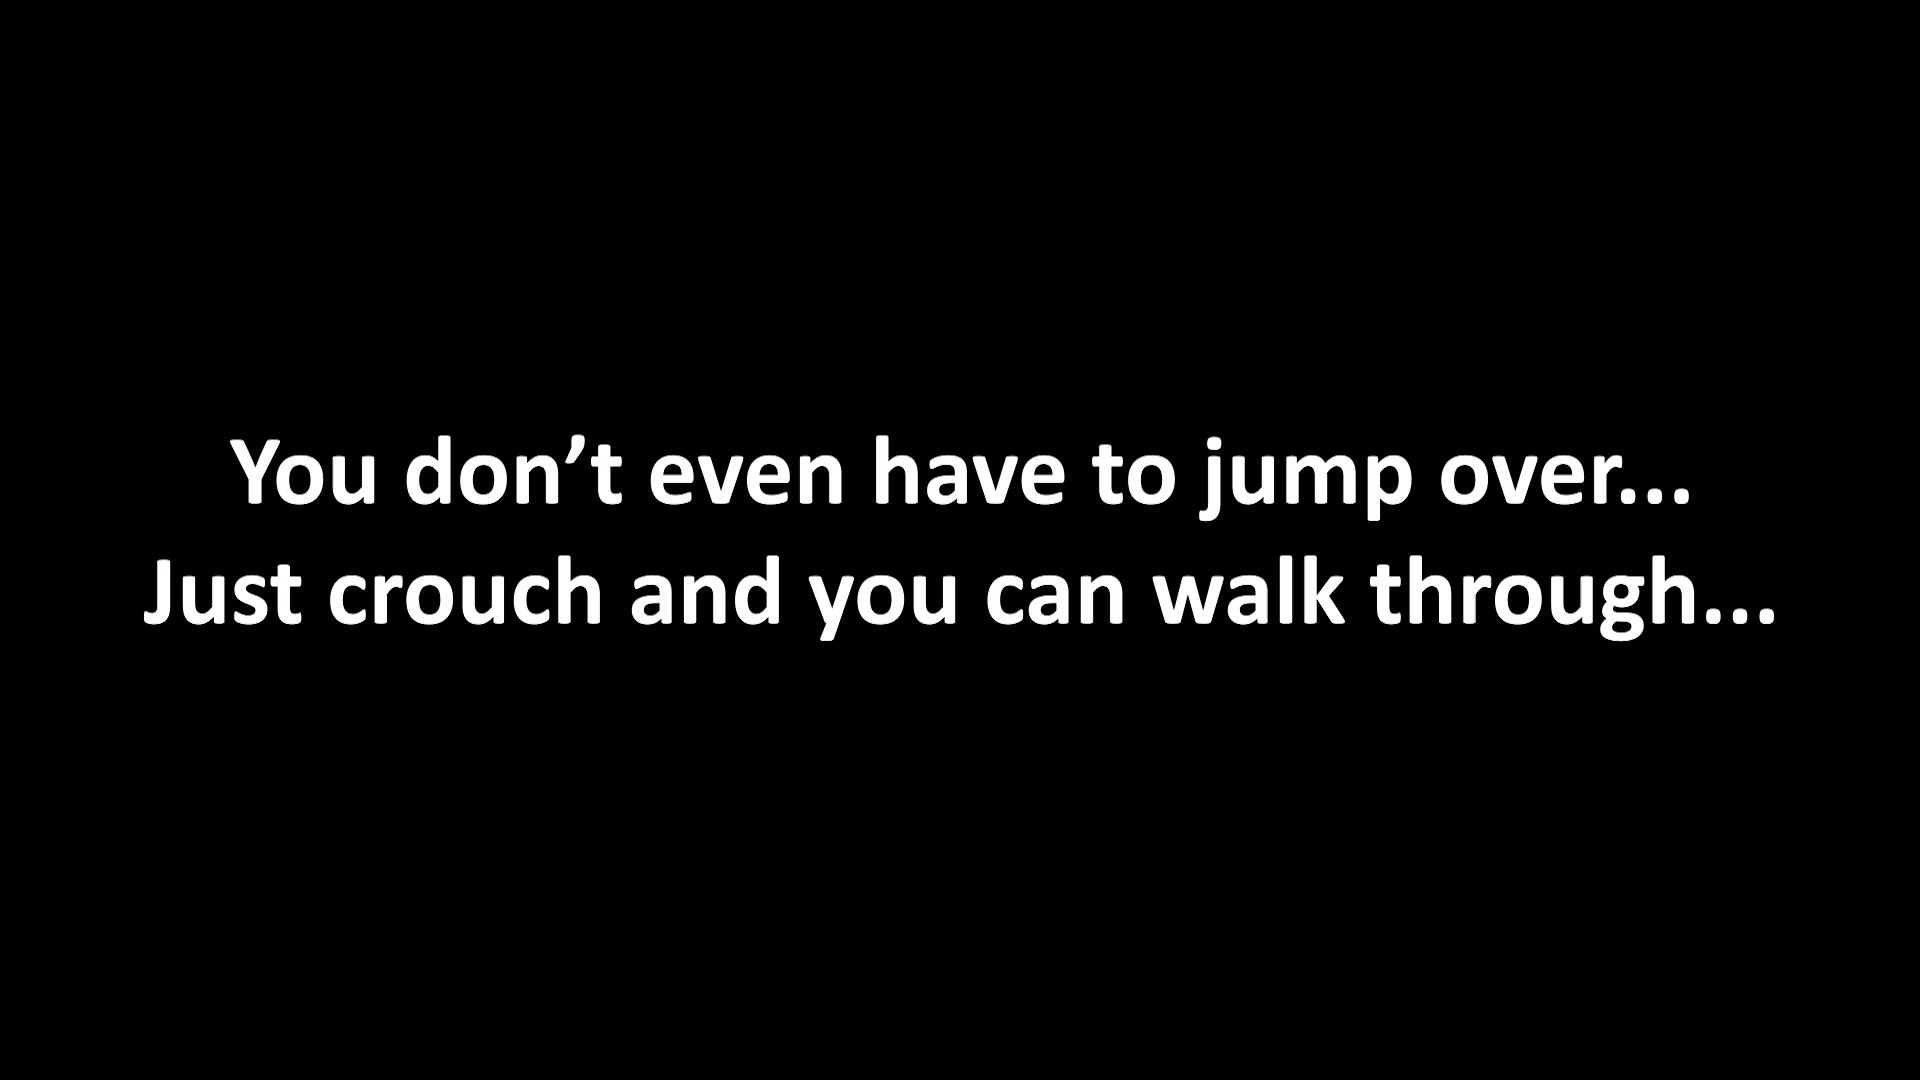 You don’t even have to jump over...
Just crouch and you can walk through...